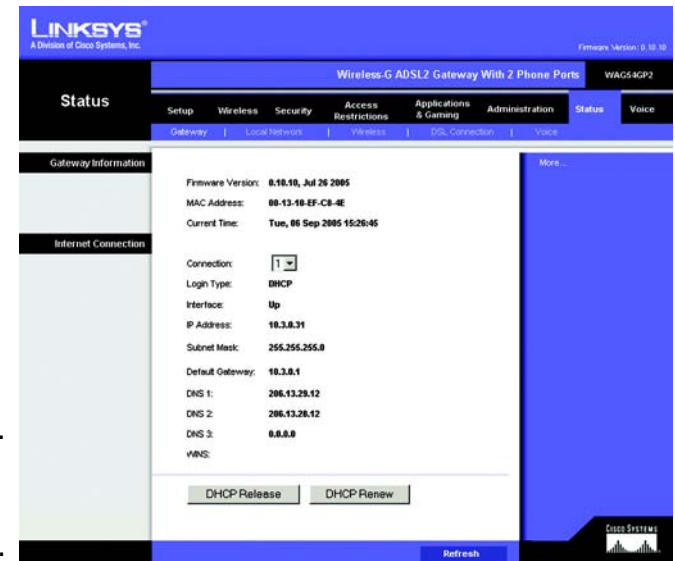 LINKSYS®
A Division of Cisco Systems, Inc.
Firmware Version: 0.10.10
Wireless-G ADSL2 Gateway With 2 Phone Ports WAG54GP2
Status
Setup Wireless Security Access Restrictions Applications & Gaming Administration Status Voice
Gateway | Local Network | Wireless | DSL Connection | Voice
Gateway Information
More...
Firmware Version: 0.10.10, Jul 26 2005
MAC Address: 00-13-10-EF-C8-4E
Current Time: Tue, 06 Sep 2005 15:26:45
Internet Connection
Connection: 1
Login Type: DHCP
Interface: Up
IP Address: 10.3.0.31
Subnet Mask: 255.255.255.0
Default Gateway: 10.3.0.1
DNS 1: 206.13.29.12
DNS 2: 206.13.28.12
DNS 3: 0.0.0.0
WINS:
DHCP Release DHCP Renew
Refresh
CISCO SYSTEMS